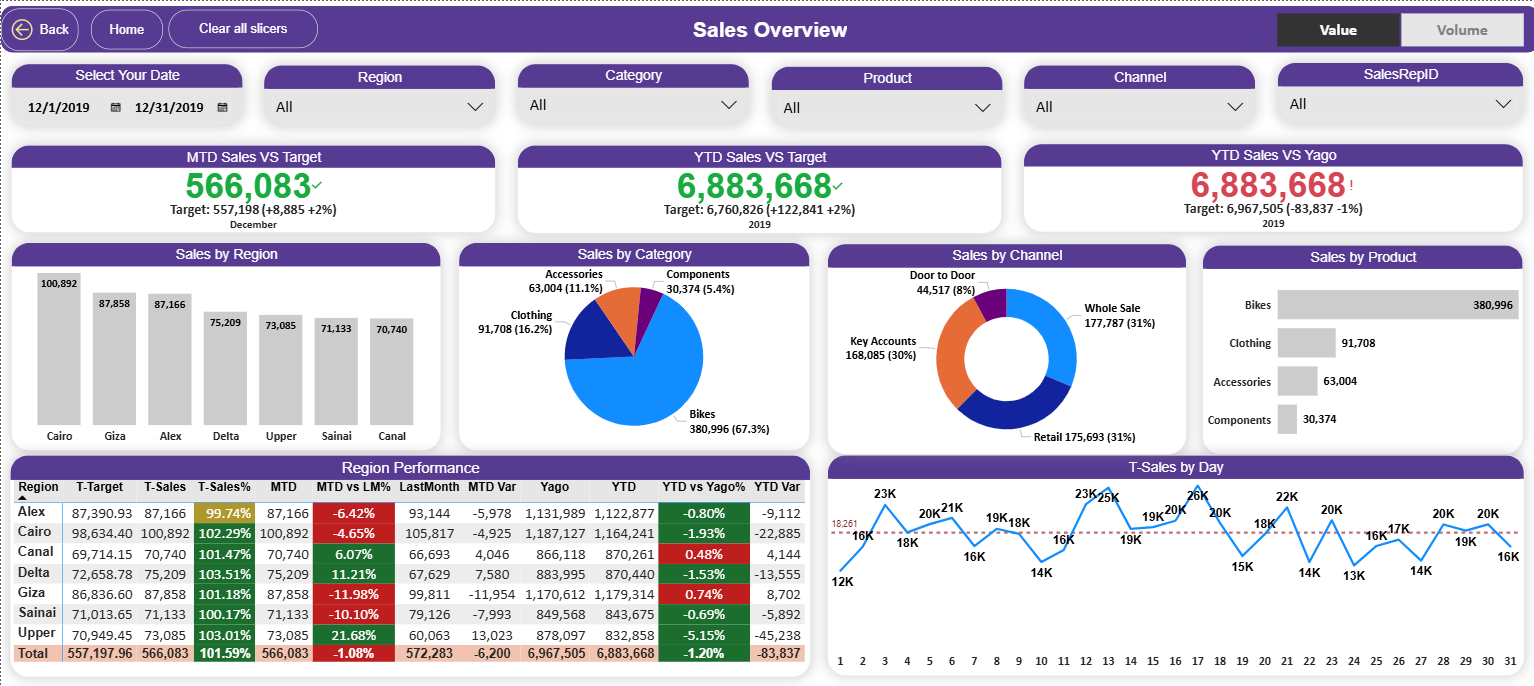 Back
Home
Clear all slicers
Sales Overview
Value
Volume
Select Your Date
12/1/2019 12/31/2019
Region
All
Category
All
Product
All
Channel
All
SalesRepID
All
MTD Sales VS Target
566,083
Target: 557,198 (+8,885 +2%)
December
YTD Sales VS Target
6,883,668
Target: 6,760,826 (+122,841 +2%)
2019
YTD Sales VS Yago
6,883,668!
Target: 6,967,505 (-83,837 -1%)
2019
Sales by Region
100,892 87,858 87,166 75,209 73,085 71,133 70,740
Cairo Giza Alex Delta Upper Sainai Canal
Sales by Category
Accessories
63,004 (11.1%)
Components
30,374 (5.4%)
Clothing
91,708 (16.2%)
Bikes
380,996 (67.3%)
Sales by Channel
Door to Door
44,517 (8%)
Whole Sale
177,787 (31%)
Key Accounts
168,085 (30%)
Retail 175,693 (31%)
Sales by Product
Bikes 380,996
Clothing 91,708
Accessories 63,004
Components 30,374
Region Performance
Region T-Target T-Sales T-Sales% MTD MTD vs LM% LastMonth MTD Var Yago YTD YTD vs Yago% YTD Var
Alex 87,390.93 87,166 99.74% 87,166 -6.42% 93,144 -5,978 1,131,989 1,122,877 -0.80% -9,112
Cairo 98,634.40 100,892 102.29% 100,892 -4.65% 105,817 -4,925 1,187,127 1,164,241 -1.93% -22,885
Canal 69,714.15 70,740 101.47% 70,740 6.07% 66,693 4,046 866,118 870,261 0.48% 4,144
Delta 72,658.78 75,209 103.51% 75,209 11.21% 67,629 7,580 883,995 870,440 -1.53% -13,555
Giza 86,836.60 87,858 101.18% 87,858 -11.98% 99,811 -11,954 1,170,612 1,179,314 0.74% 8,702
Sainai 71,013.65 71,133 100.17% 71,133 -10.10% 79,126 -7,993 849,568 843,675 -0.69% -5,892
Upper 70,949.45 73,085 103.01% 73,085 21.68% 60,063 13,023 878,097 832,858 -5.15% -45,238
Total 557,197.96 566,083 101.59% 566,083 -1.08% 572,283 -6,200 6,967,505 6,883,668 -1.20% -83,837
T-Sales by Day
18,261
12K 16K 23K 18K 20K 21K 16K 19K 18K 14K 16K 23K 25K 19K 19K 20K 26K 20K 15K 18K 22K 14K 20K 13K 16K 17K 14K 20K 19K 20K 16K
1 2 3 4 5 6 7 8 9 10 11 12 13 14 15 16 17 18 19 20 21 22 23 24 25 26 27 28 29 30 31